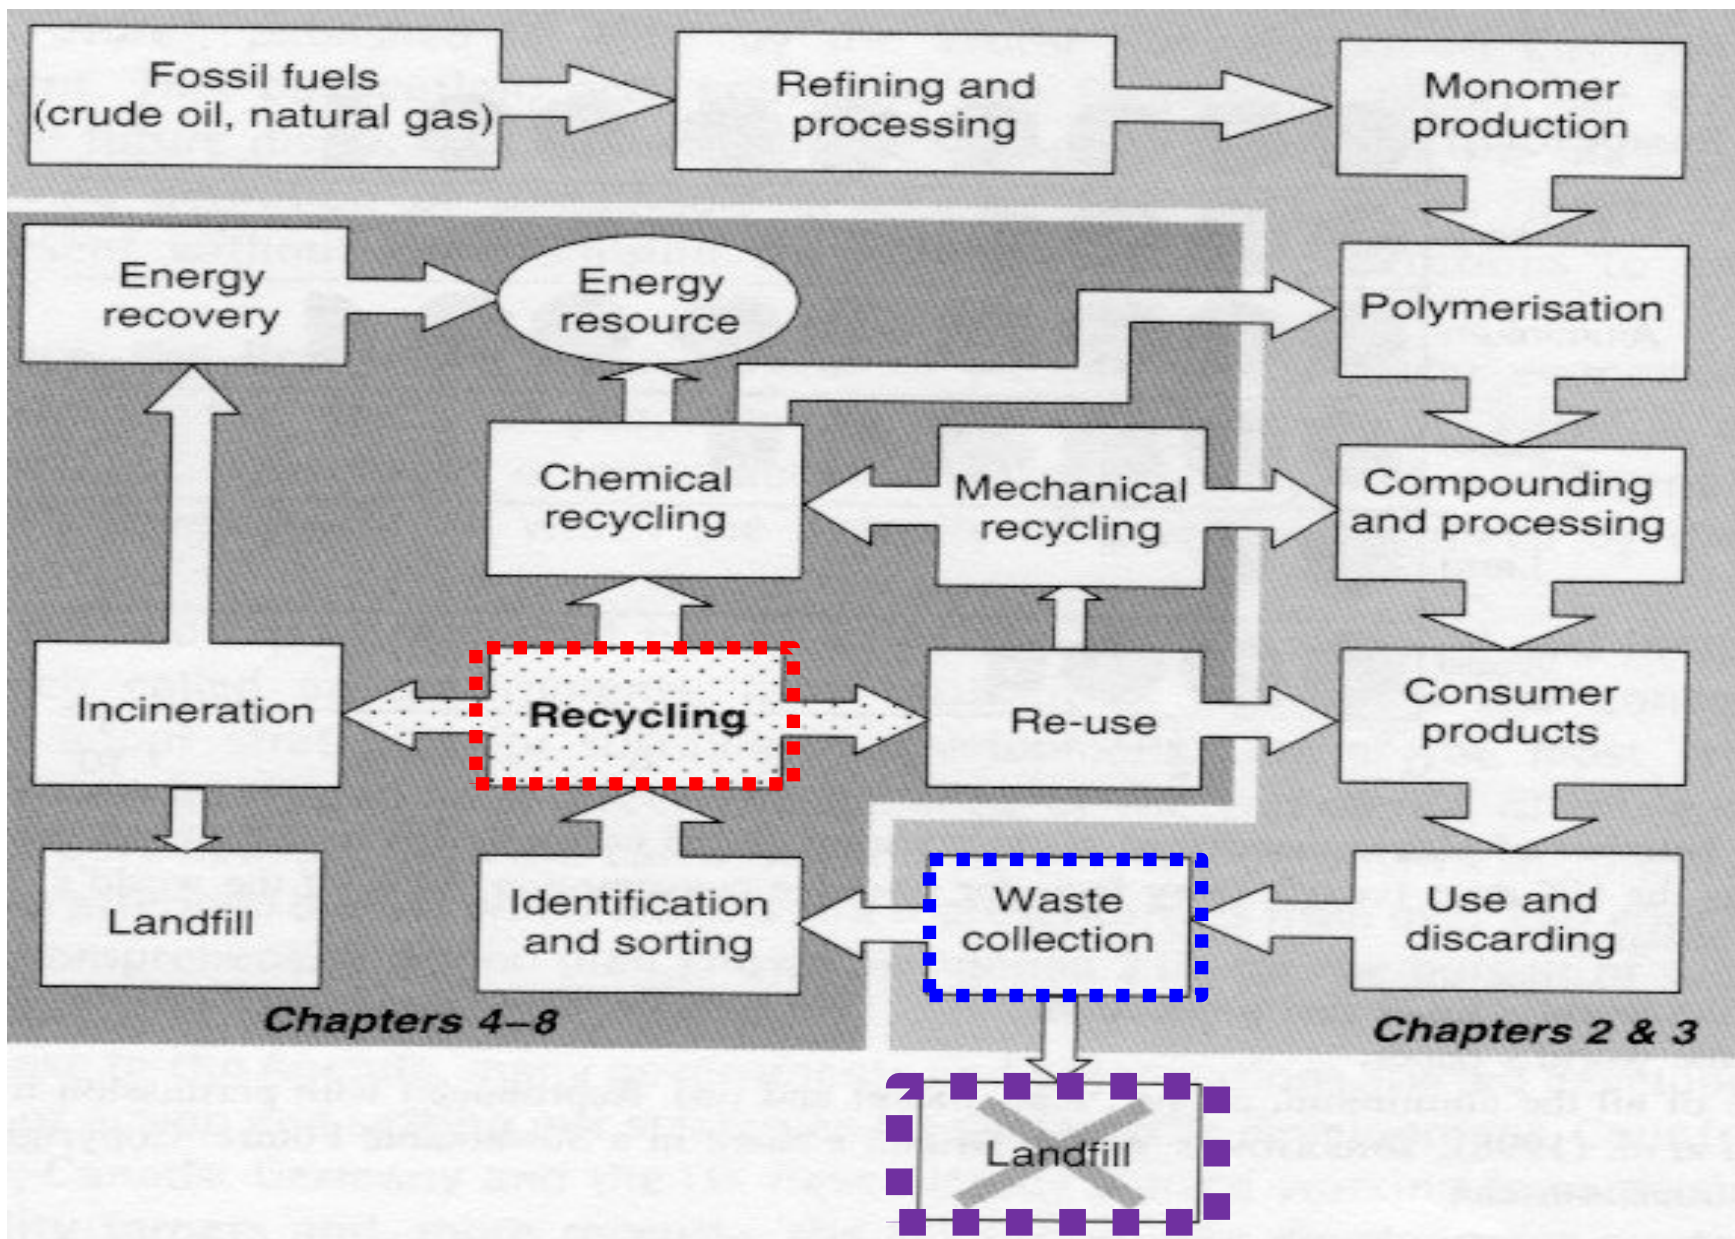 Fossil fuels
(crude oil, natural gas)
Refining and
processing
Monomer
production
Energy
recovery
Energy
resource
Polymerisation
Chemical
recycling
Mechanical
recycling
Compounding
and processing
Incineration
Recycling
Re-use
Consumer
products
Landfill
Identification
and sorting
Waste
collection
Use and
discarding
Chapters 4–8
Chapters 2 & 3
Landfill